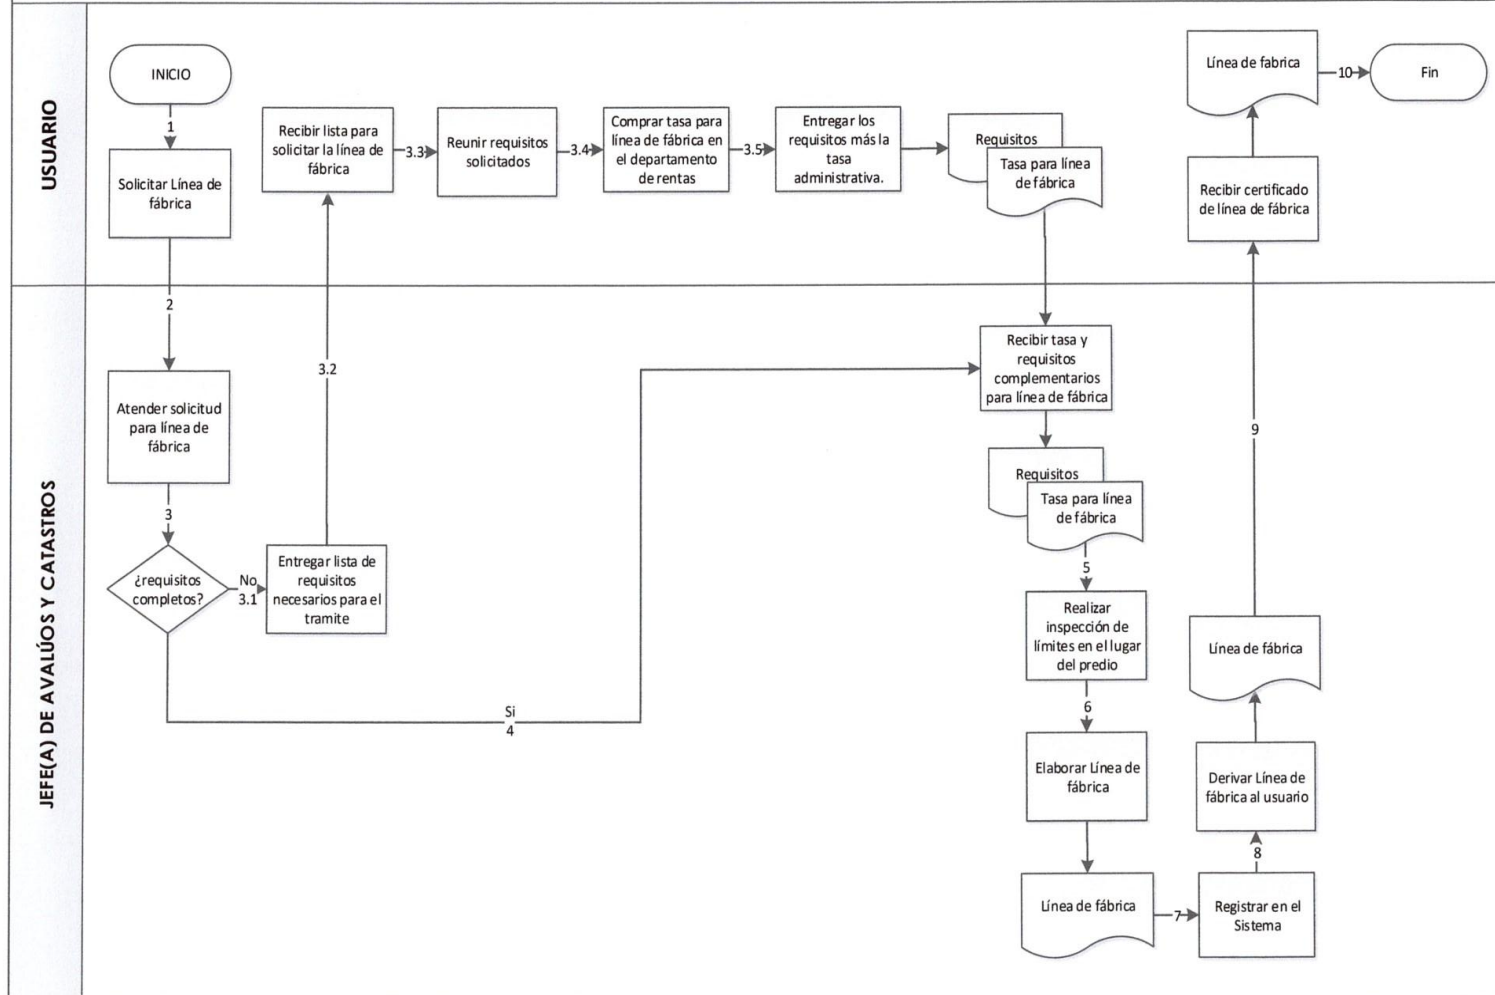 USUARIO
INICIO
1
Solicitar Línea de
fábrica
2
Recibir lista para
solicitar la línea de
fábrica
3.3
Reunir requisitos
solicitados
3.4
Comprar tasa para
línea de fábrica en
el departamento
de rentas
3.5
Entregar los
requisitos más la
tasa
administrativa.
Requisitos
Tasa para línea
de fábrica
Línea de fabrica
10
Fin
Recibir certificado
de línea de fábrica
JEFE(A) DE AVALÚOS Y CATASTROS
Atender solicitud
para línea de
fábrica
3
¿requisitos
completos?
No
3.1
Entregar lista de
requisitos
necesarios para el
tramite
3.2
Si
4
Recibir tasa y
requisitos
complementarios
para línea de fábrica
Requisitos
Tasa para línea
de fábrica
5
Realizar
inspección de
límites en el lugar
del predio
6
Elaborar Línea de
fábrica
Línea de fábrica
7
Registrar en el
Sistema
8
Derivar Línea de
fábrica al usuario
Línea de fábrica
9